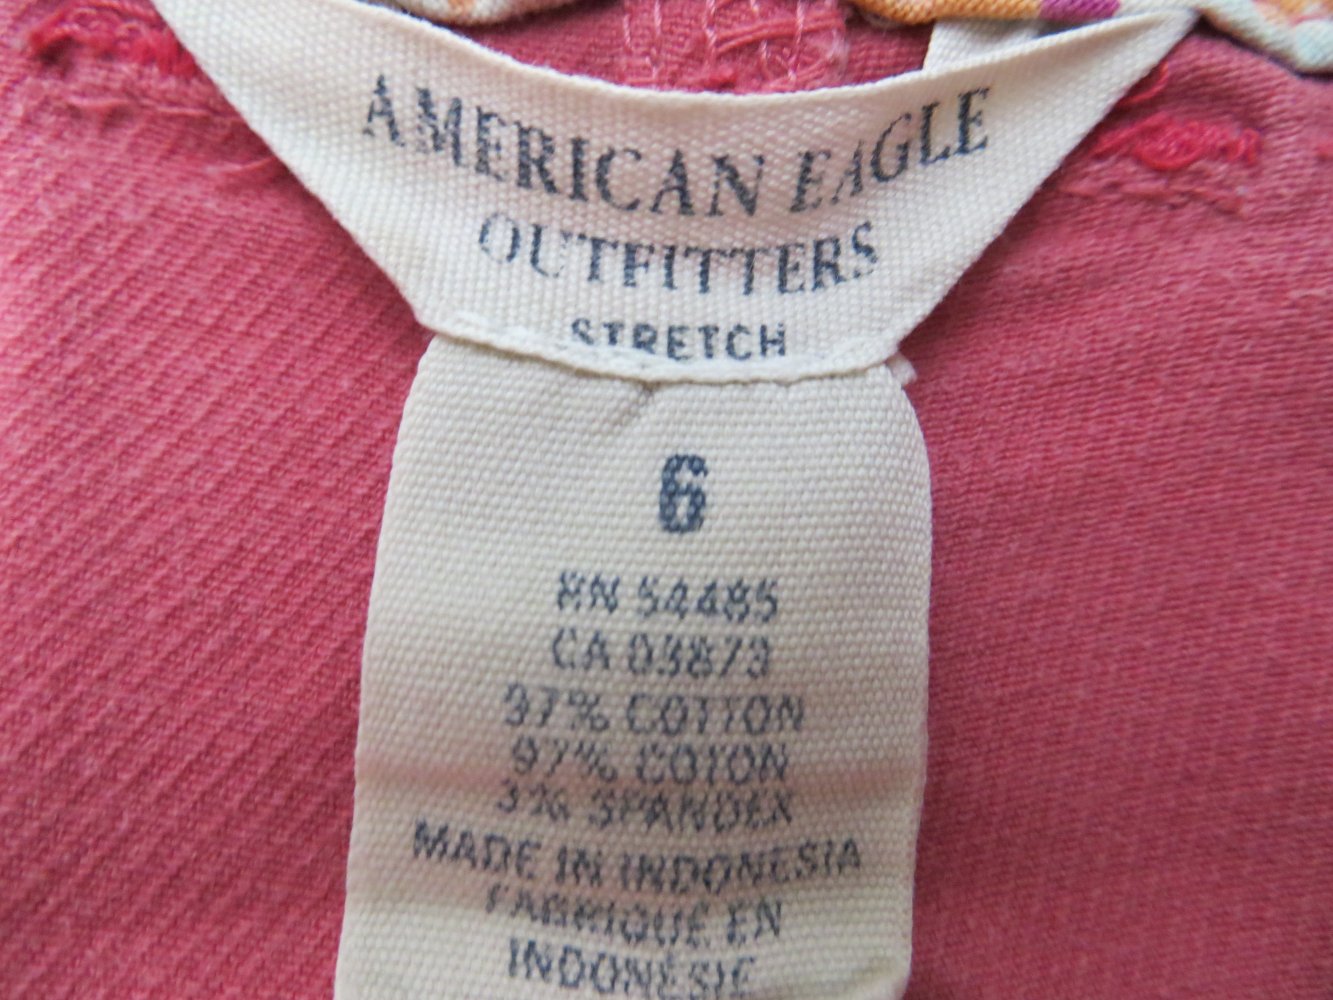 AMERICAN EAGLE
OUTFITTERS
STRETCH
6
RN 54485
CA 03873
97% COTTON
97% COTON
3% SPANDEX
MADE IN INDONESIA
FABRIQUÉ EN
INDONÉSIE